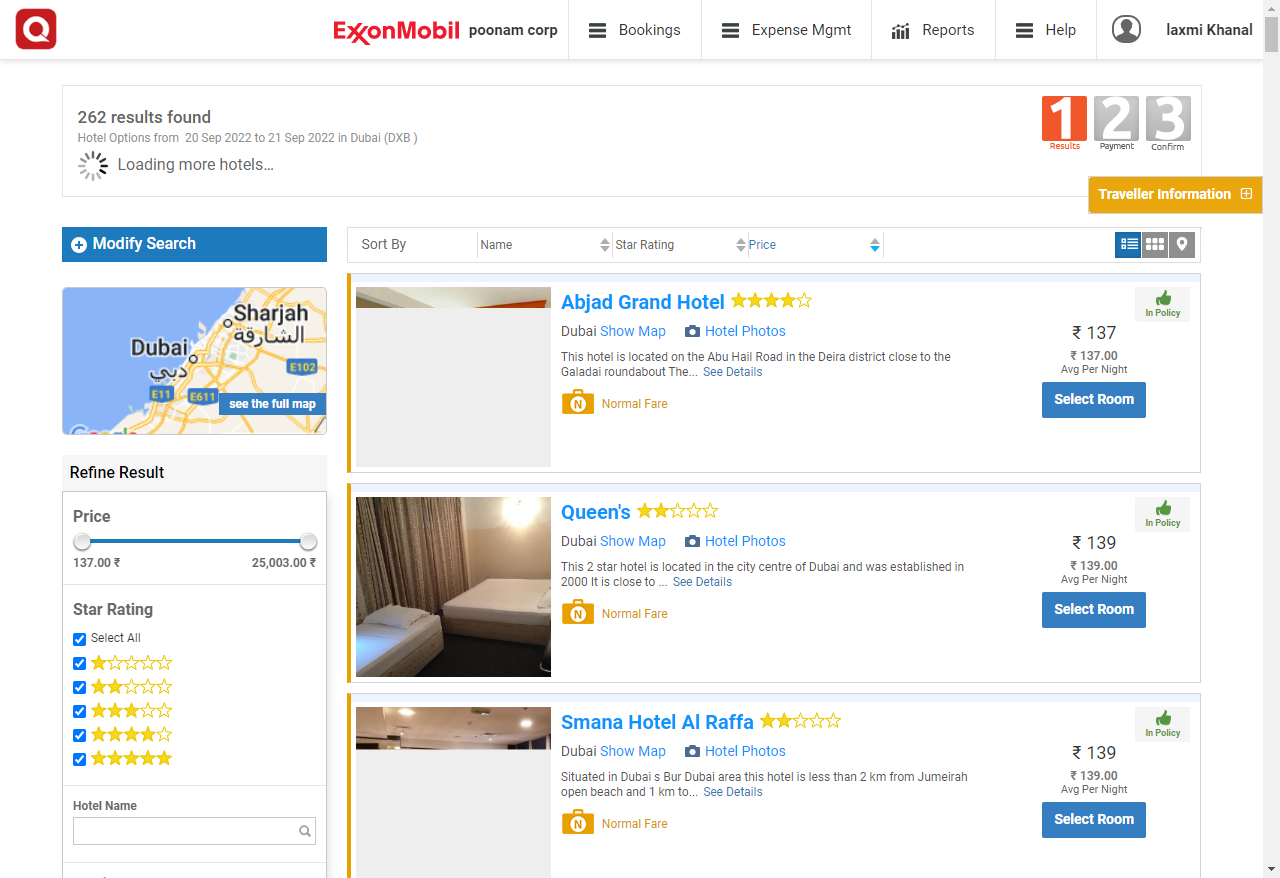 Q
ExxonMobil poonam corp Bookings Expense Mgmt Reports Help laxmi Khanal
262 results found
Hotel Options from 20 Sep 2022 to 21 Sep 2022 in Dubai (DXB )
Loading more hotels...
1 2 3
Results Payment Confirm
Traveller Information
Modify Search
Sort By Name Star Rating Price
Sharjah
الشارقة
Dubai
دبي
E102
E11 E611
see the full map
Google
Refine Result
Price
137.00 ₹ 25,003.00 ₹
Star Rating
Select All
Hotel Name
Abjad Grand Hotel
In Policy
Dubai Show Map Hotel Photos
₹ 137
This hotel is located on the Abu Hail Road in the Deira district close to the
Galadai roundabout The... See Details
₹ 137.00
Avg Per Night
N Normal Fare
Select Room
Queen's
In Policy
Dubai Show Map Hotel Photos
₹ 139
This 2 star hotel is located in the city centre of Dubai and was established in
2000 It is close to ... See Details
₹ 139.00
Avg Per Night
N Normal Fare
Select Room
Smana Hotel Al Raffa
In Policy
Dubai Show Map Hotel Photos
₹ 139
Situated in Dubai s Bur Dubai area this hotel is less than 2 km from Jumeirah
open beach and 1 km to... See Details
₹ 139.00
Avg Per Night
N Normal Fare
Select Room